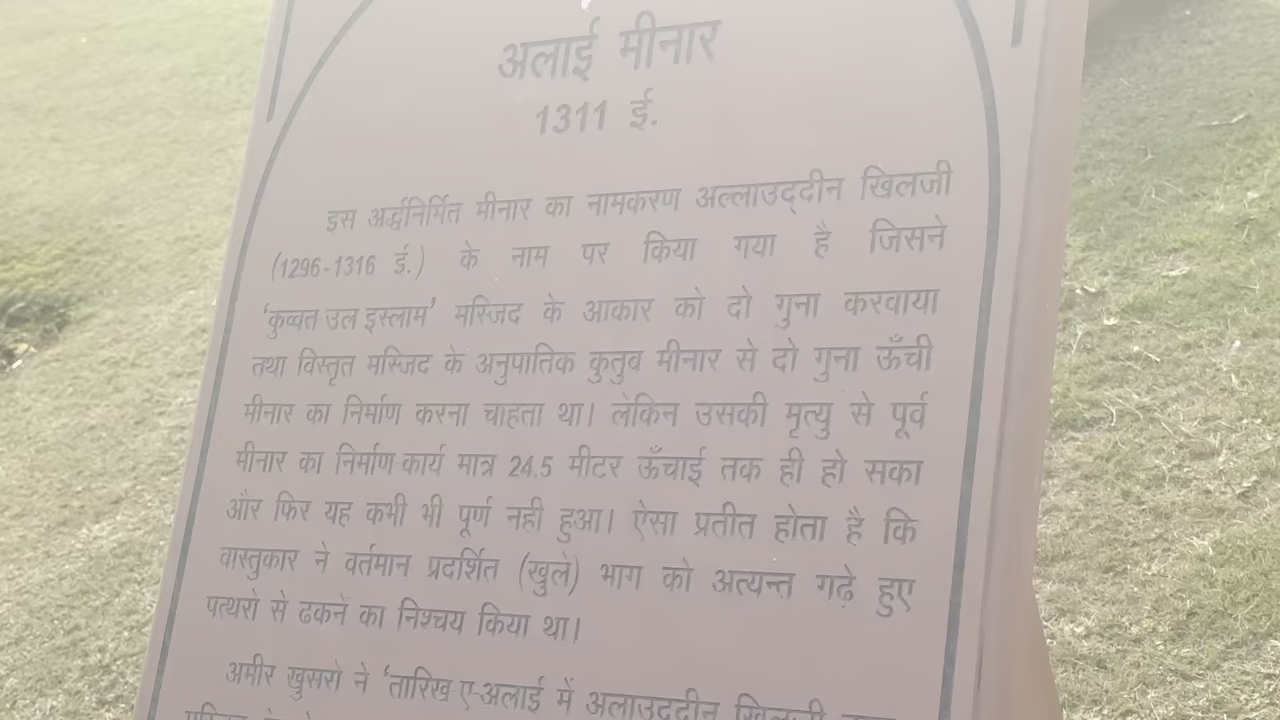 अलाई मीनार
1311 ई.
इस अर्द्धनिर्मित मीनार का नामकरण अल्लाउद्दीन खिलजी
(1296-1316 ई.) के नाम पर किया गया है जिसने
'कुव्वत उल इस्लाम' मस्जिद के आकार को दो गुना करवाया
तथा विस्तृत मस्जिद के अनुपातिक कुतुब मीनार से दो गुना ऊँची
मीनार का निर्माण करना चाहता था। लेकिन उसकी मृत्यु से पूर्व
मीनार का निर्माण-कार्य मात्र 24.5 मीटर ऊँचाई तक ही हो सका
और फिर यह कभी भी पूर्ण नही हुआ। ऐसा प्रतीत होता है कि
वास्तुकार ने वर्तमान प्रदर्शित (खुले) भाग को अत्यन्त गढ़े हुए
पत्थरो से ढकनें का निश्चय किया था।
अमीर खुसरो ने 'तारिख-ए-अलाई में अलाउद्दीन खिलजी